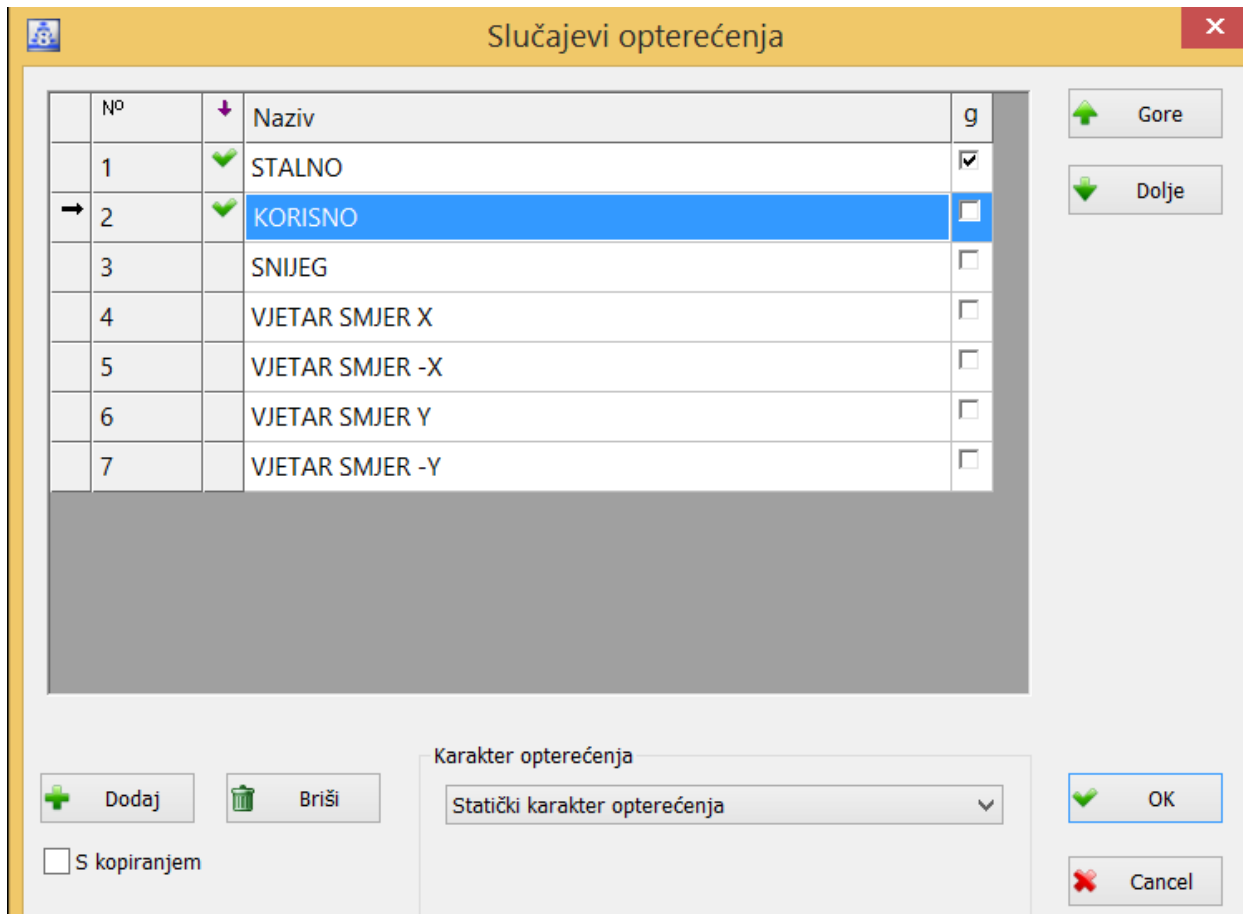 Slučajevi opterećenja
Nº Naziv g
1 STALNO
2 KORISNO
3 SNIJEG
4 VJETAR SMJER X
5 VJETAR SMJER -X
6 VJETAR SMJER Y
7 VJETAR SMJER -Y
Gore
Dolje
Karakter opterećenja
Dodaj
Briši
Statički karakter opterećenja
OK
S kopiranjem
Cancel